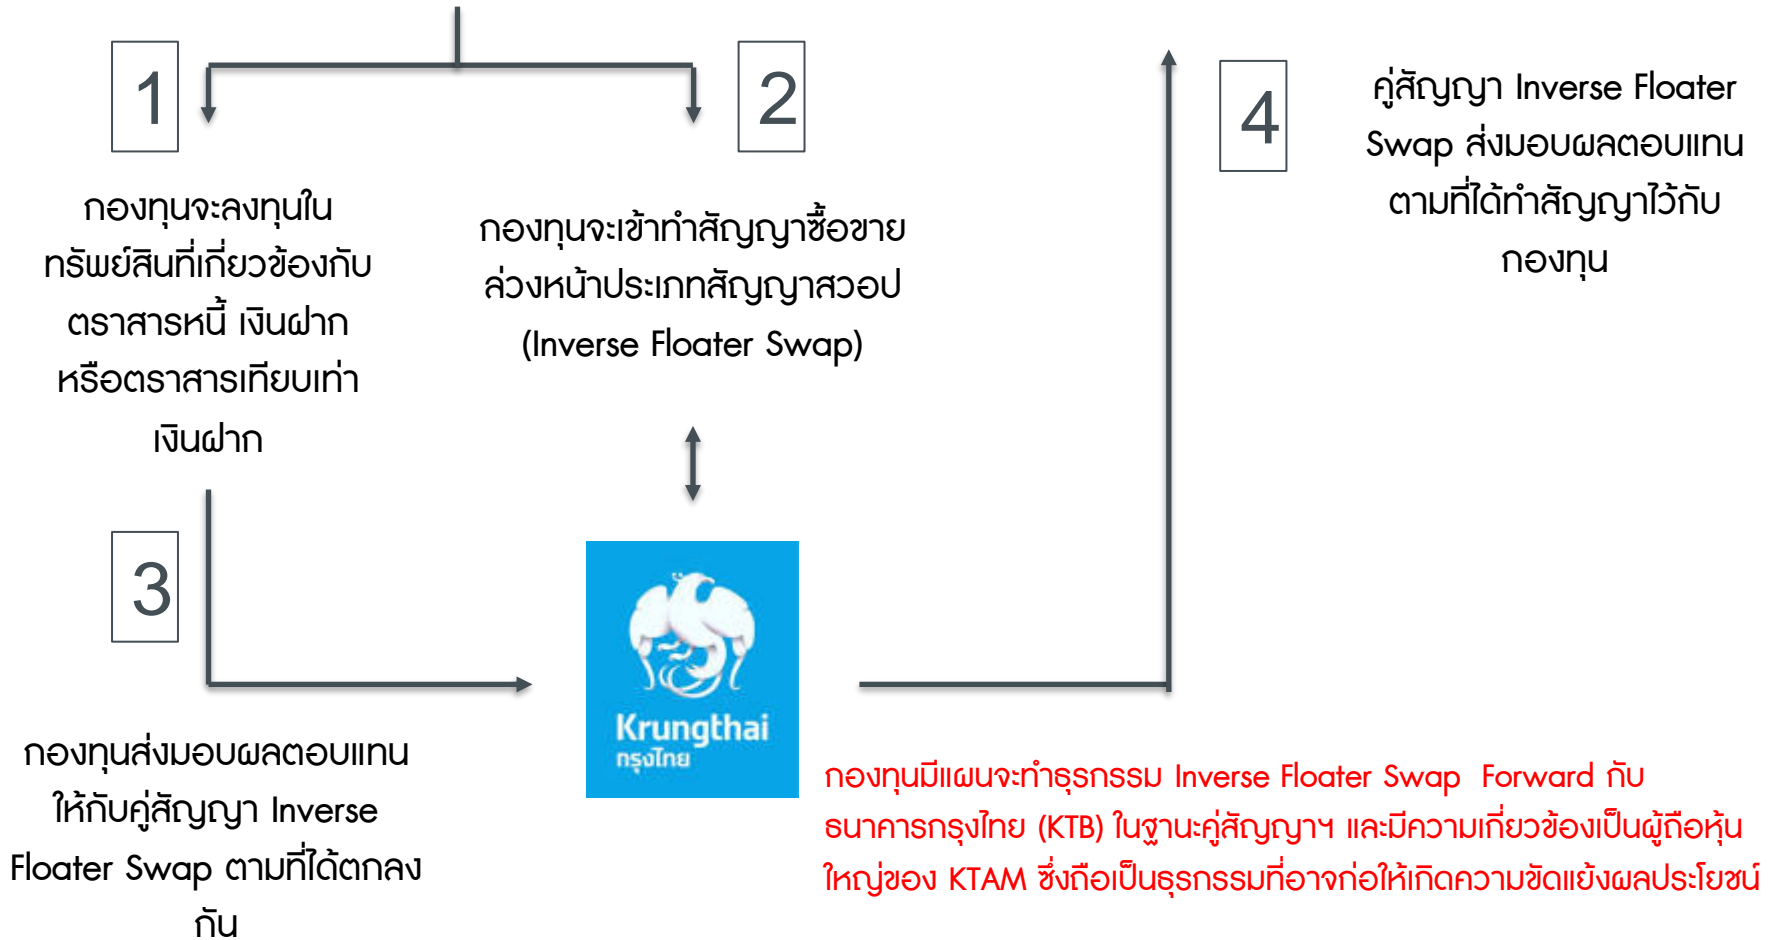 1
กองทุนจะลงทุนใน
ทรัพย์สินที่เกี่ยวข้องกับ
ตราสารหนี้ เงินฝาก
หรือตราสารเทียบเท่า
เงินฝาก
2
กองทุนจะเข้าทำสัญญาซื้อขาย
ล่วงหน้าประเภทสัญญาสวอป
(Inverse Floater Swap)
3
กองทุนส่งมอบผลตอบแทน
ให้กับคู่สัญญา Inverse
Floater Swap ตามที่ได้ตกลง
กัน
Krungthai
กรุงไทย
4
คู่สัญญา Inverse Floater
Swap ส่งมอบผลตอบแทน
ตามที่ได้ทำสัญญาไว้กับ
กองทุน
กองทุนมีแผนจะทำธุรกรรม Inverse Floater Swap Forward กับ
ธนาคารกรุงไทย (KTB) ในฐานะคู่สัญญาฯ และมีความเกี่ยวข้องเป็นผู้ถือหุ้น
ใหญ่ของ KTAM ซึ่งถือเป็นธุรกรรมที่อาจก่อให้เกิดความขัดแย้งผลประโยชน์